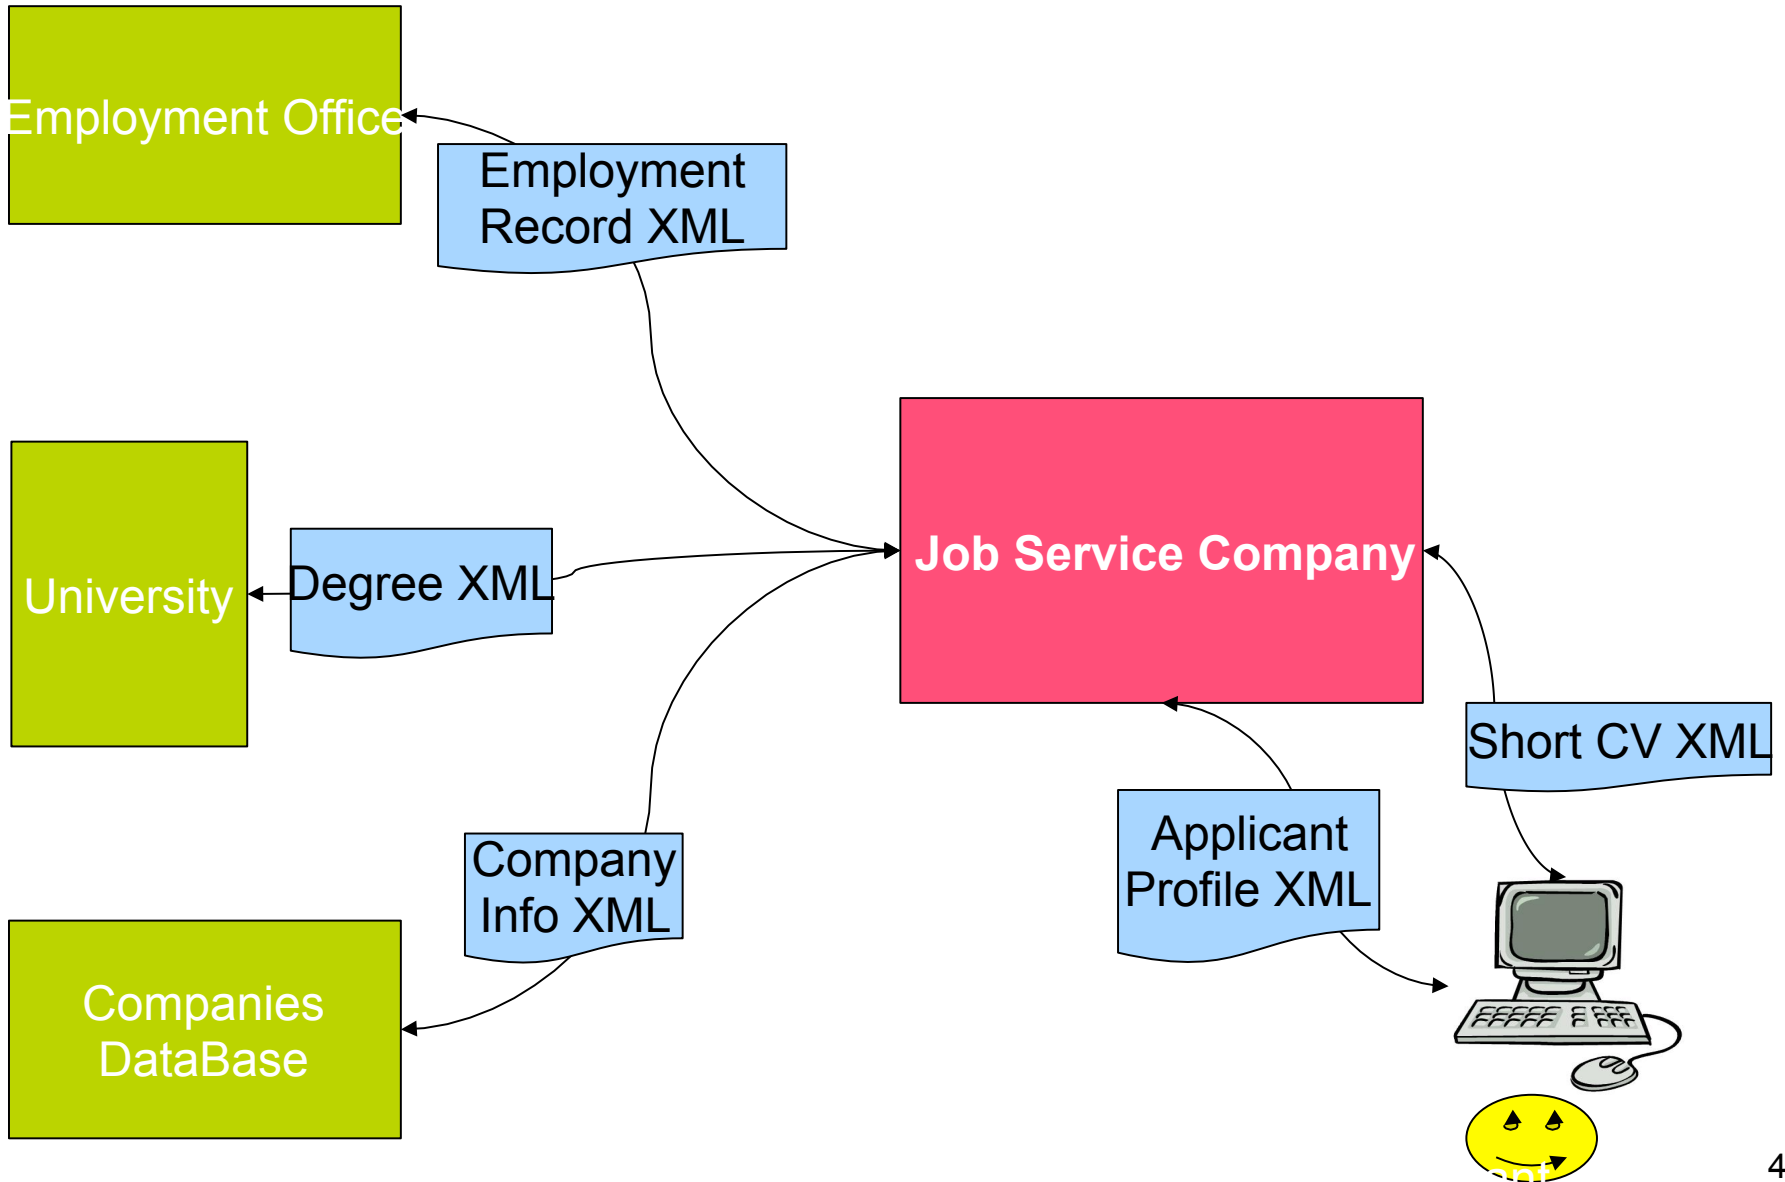 Employment Office
Employment
Record XML
Job Service Company
University
Degree XML
Short CV XML
Applicant
Profile XML
Company
Info XML
Companies
DataBase
4